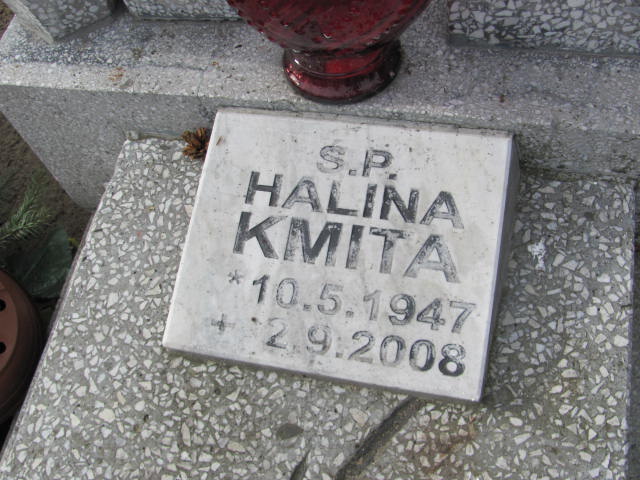 Ś.P.
HALINA
KMITA
* 10.5.1947
+ 2.9.2008